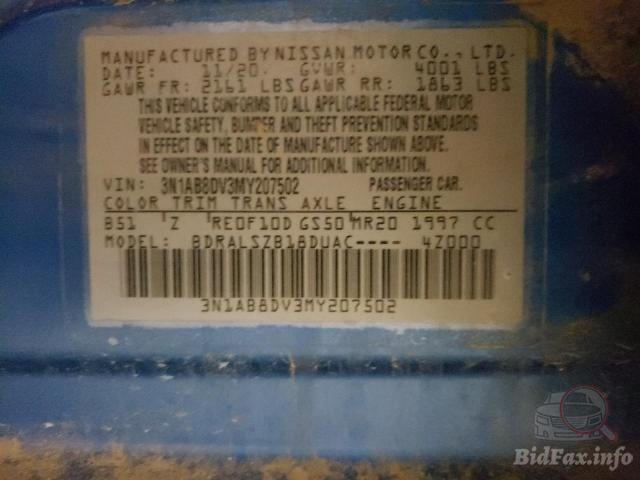 MANUFACTURED BY NISSAN MOTOR CO., LTD.
DATE: 11/20. GVWR: 4001 LBS
GAWR FR: 2161 LBS GAWR RR: 1863 LBS
THIS VEHICLE CONFORMS TO ALL APPLICABLE FEDERAL MOTOR
VEHICLE SAFETY, BUMPER AND THEFT PREVENTION STANDARDS
IN EFFECT ON THE DATE OF MANUFACTURE SHOWN ABOVE.
SEE OWNER'S MANUAL FOR ADDITIONAL INFORMATION.
VIN: 3N1AB8DV3MY207502 PASSENGER CAR.
COLOR TRIM TRANS AXLE ENGINE
B51 'Z 'RE0F10D GS50'MR20 1997 CC
MODEL: BDRALSZB18DUAC---- 4Z000
3N1AB8DV3MY207502
BidFax.info